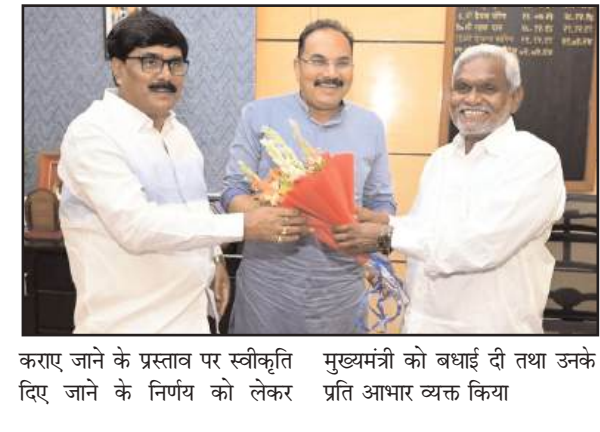 कराए जाने के प्रस्ताव पर स्वीकृति
दिए जाने के निर्णय को लेकर
मुख्यमंत्री को बधाई दी तथा उनके
प्रति आभार व्यक्त किया